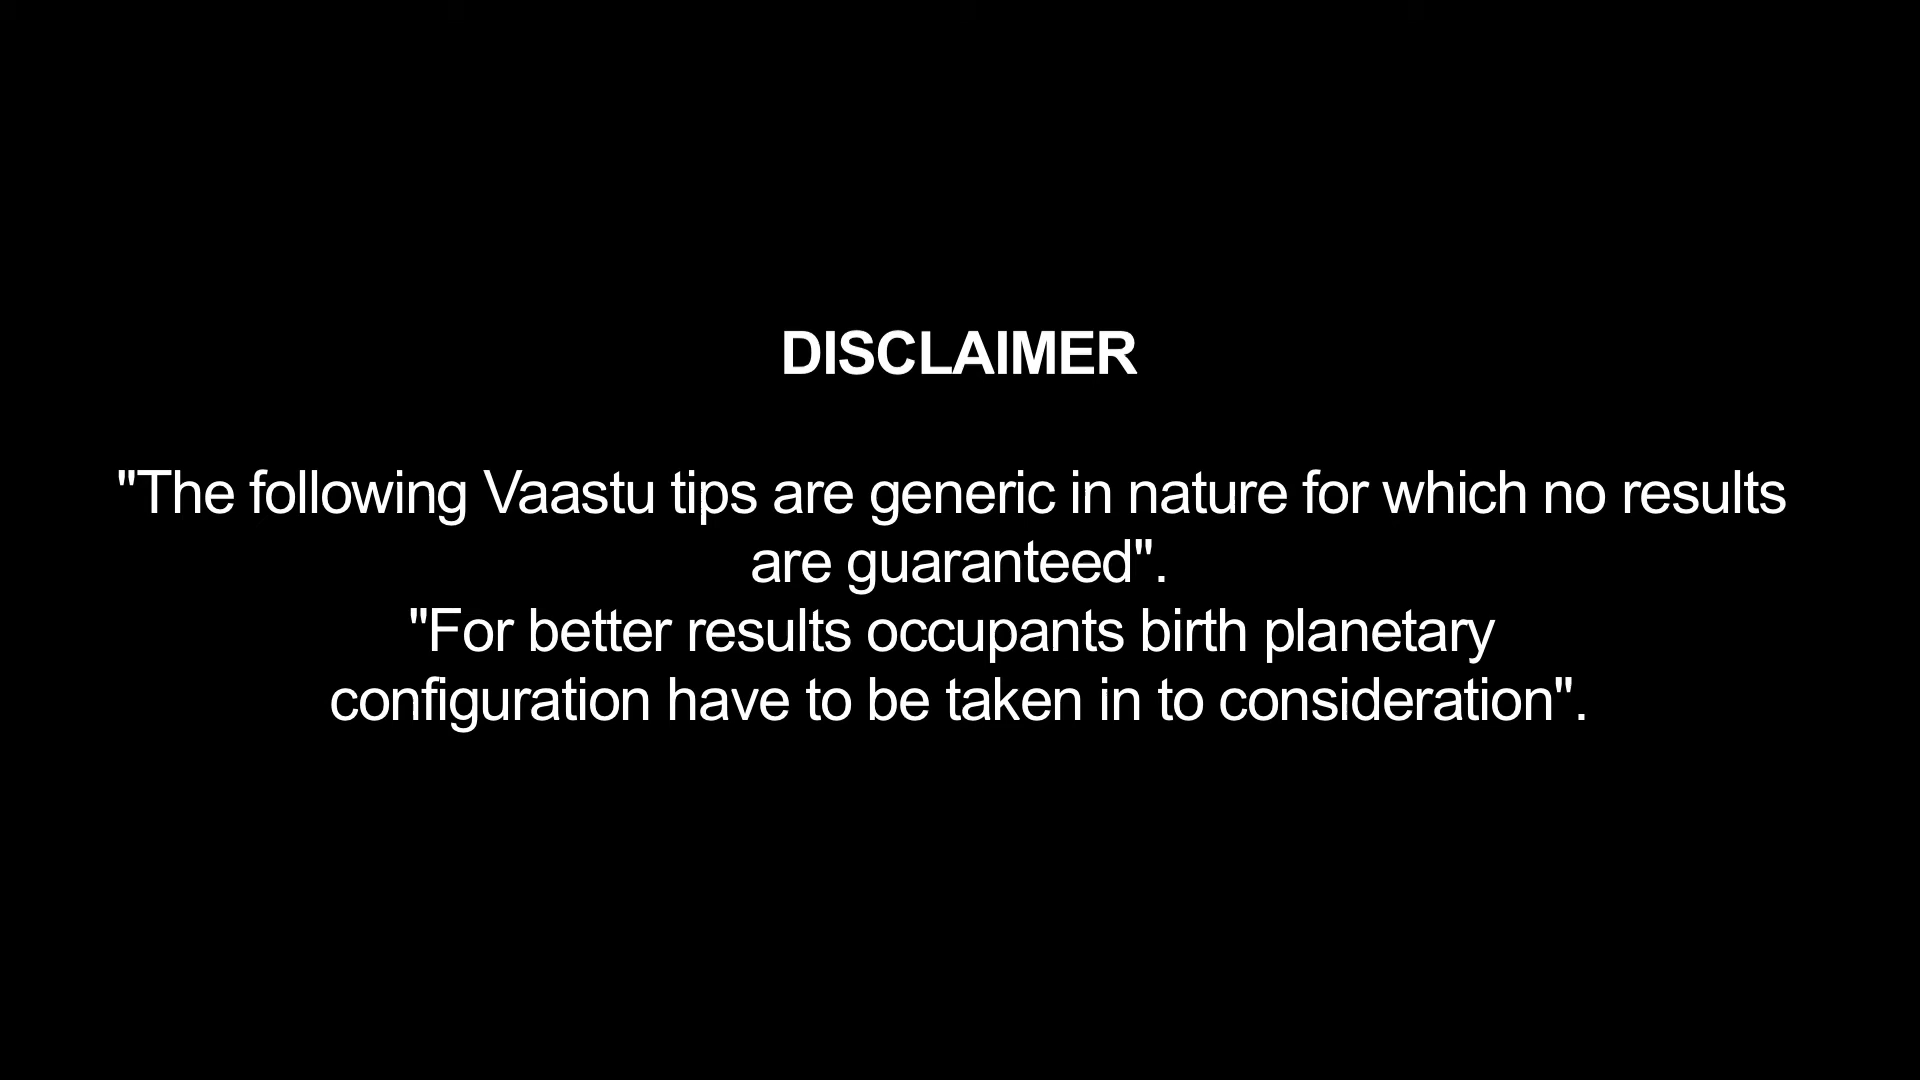 DISCLAIMER
"The following Vaastu tips are generic in nature for which no results
are guaranteed".
"For better results occupants birth planetary
configuration have to be taken in to consideration".